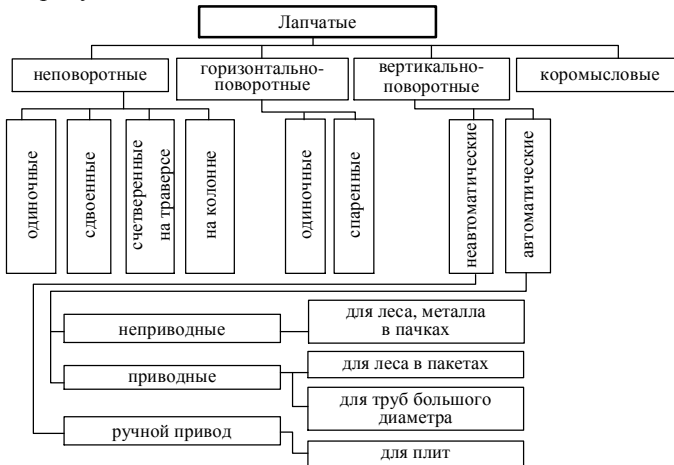 Лапчатые
неповоротные
горизонтально-
поворотные
вертикально-
поворотные
коромысловые
одиночные
сдвоенные
счетверенные
на траверсе
на колонне
одиночные
спаренные
неавтоматические
автоматические
неприводные
для леса, металла
в пачках
приводные
для леса в пакетах
для труб большого
диаметра
ручной привод
для плит